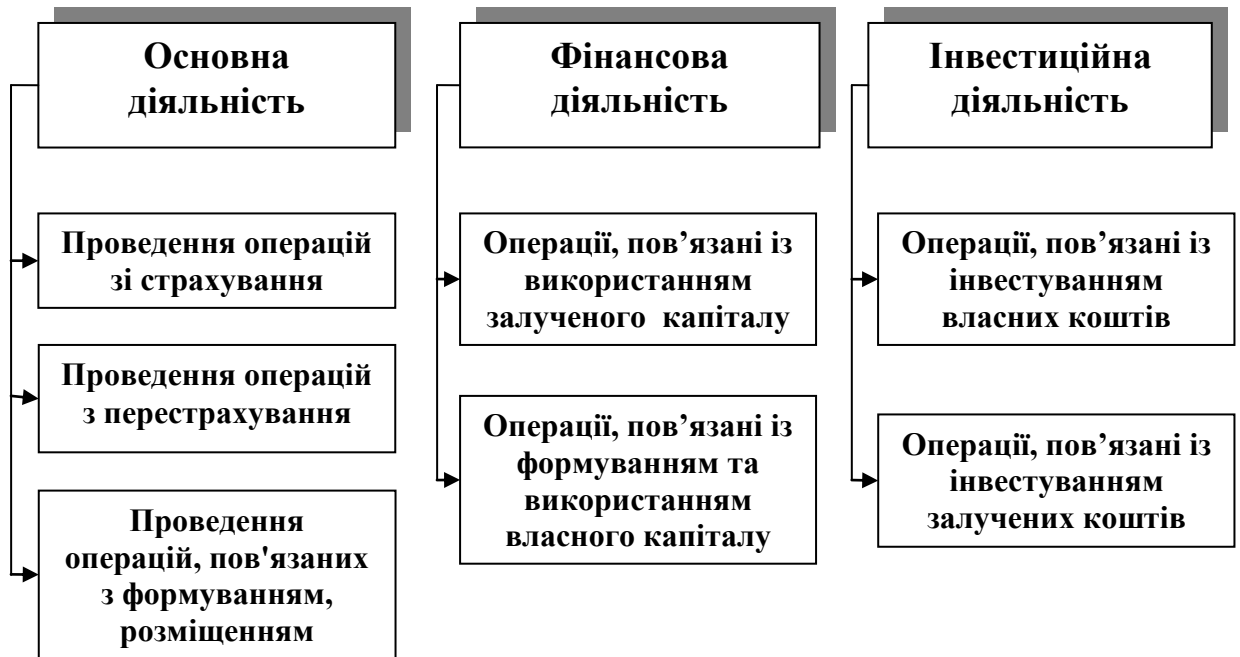 Основна
діяльність
Проведення операцій
зі страхування
Проведення операцій
з перестрахування
Проведення
операцій, пов'язаних
з формуванням,
розміщенням
Фінансова
діяльність
Операції, пов’язані із
використанням
залученого капіталу
Операції, пов’язані із
формуванням та
використанням
власного капіталу
Інвестиційна
діяльність
Операції, пов’язані із
інвестуванням
власних коштів
Операції, пов’язані із
інвестуванням
залучених коштів